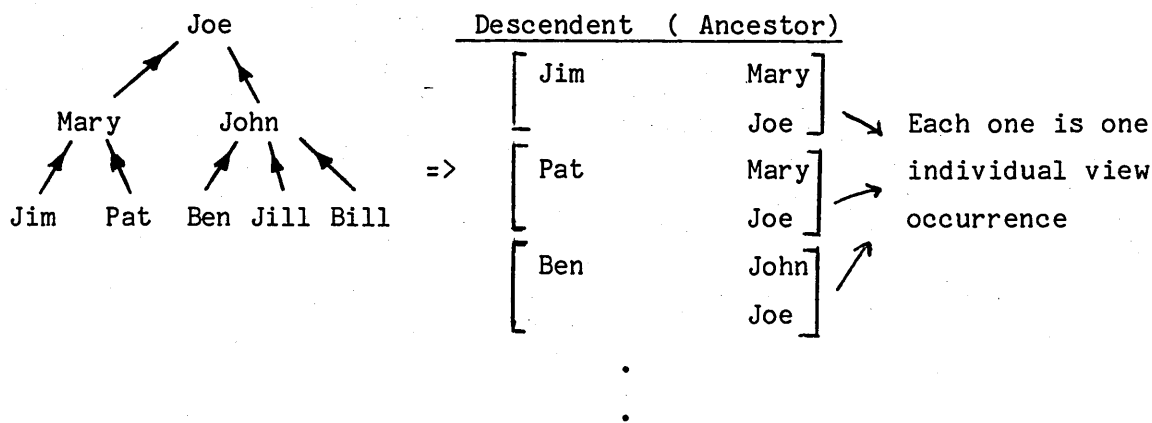 Joe
Mary John
Jim Pat Ben Jill Bill
=>
Descendent ( Ancestor)
Jim Mary
Joe
Pat Mary
Joe
Ben John
Joe
.
.
Each one is one
individual view
occurrence